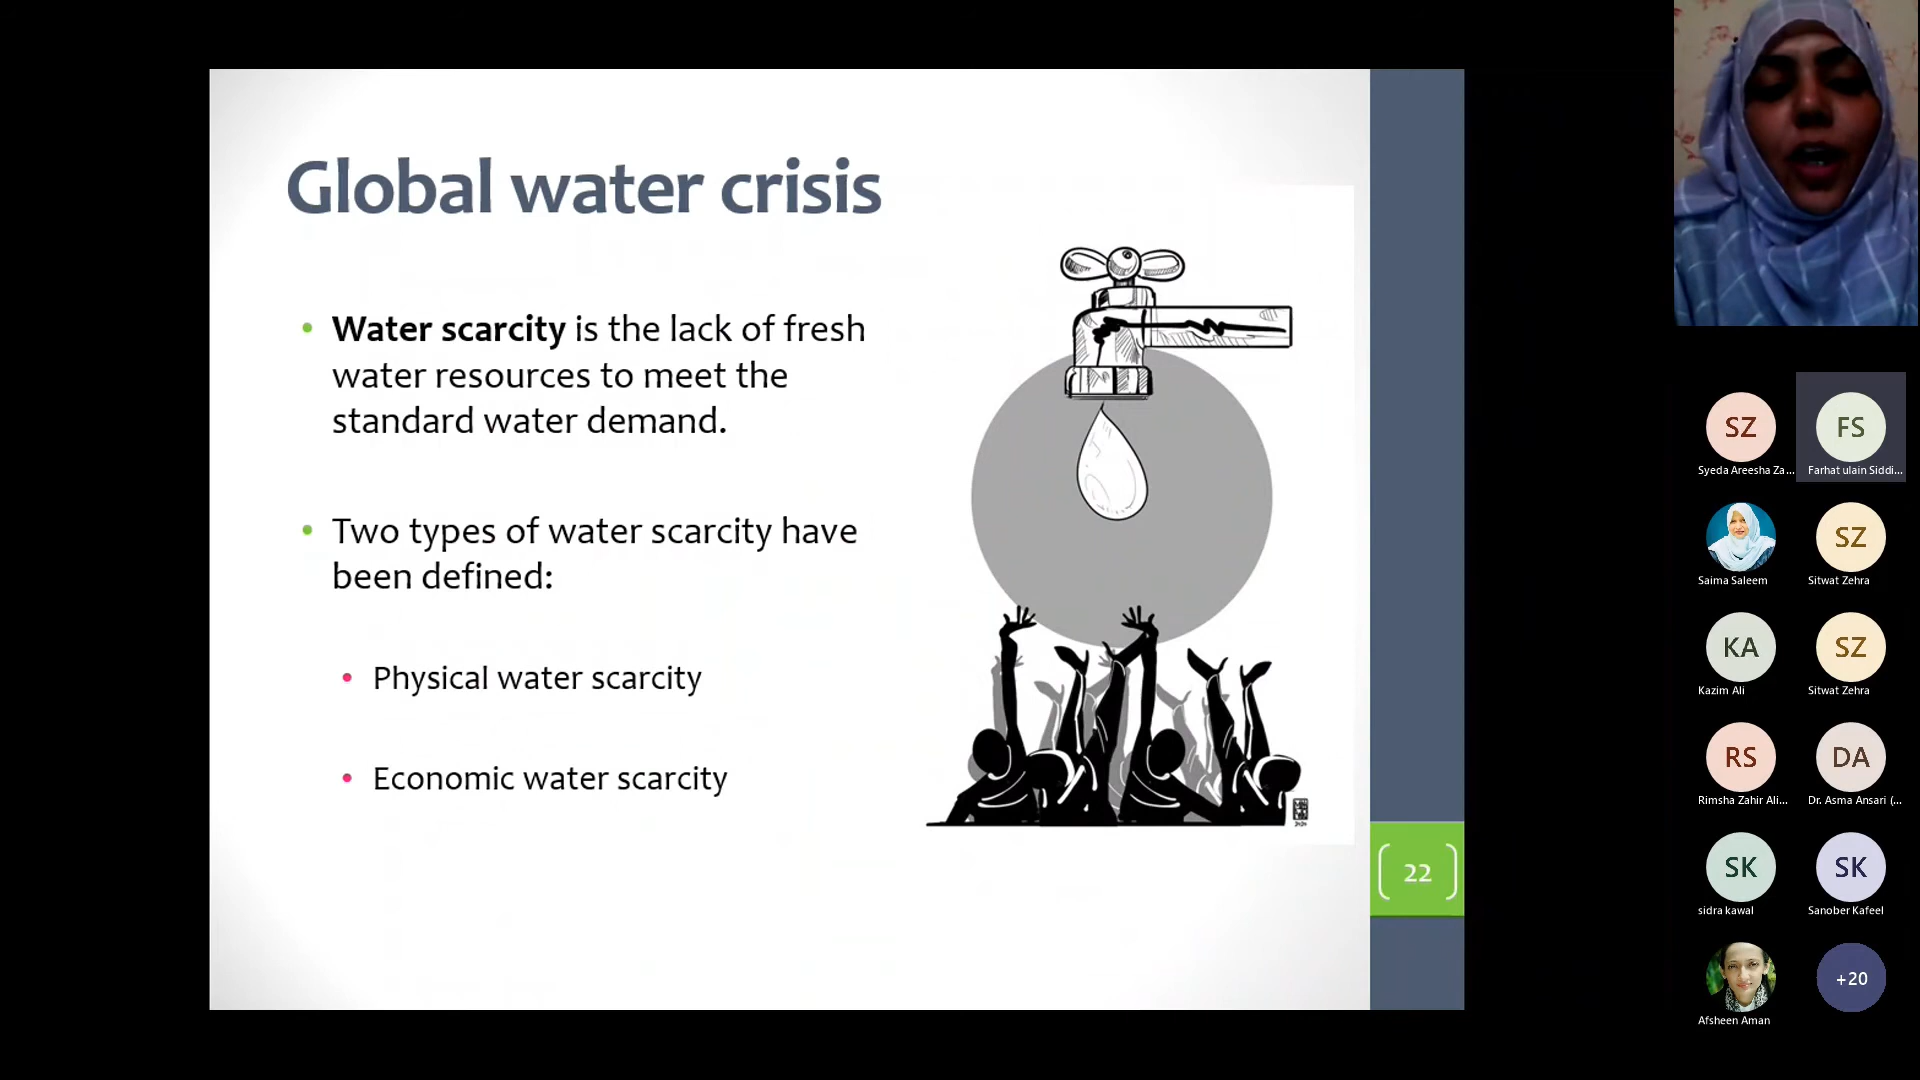 Global water crisis
• Water scarcity is the lack of fresh
water resources to meet the
standard water demand.
• Two types of water scarcity have
been defined:
• Physical water scarcity
• Economic water scarcity
22
SZ
FS
Syeda Areesha Za...
Farhat ulain Siddi...
SZ
Saima Saleem
Sitwat Zehra
KA
SZ
Kazim Ali
Sitwat Zehra
RS
DA
Rimsha Zahir Ali...
Dr. Asma Ansari (...
SK
SK
sidra kawal
Sanober Kafeel
+20
Afsheen Aman